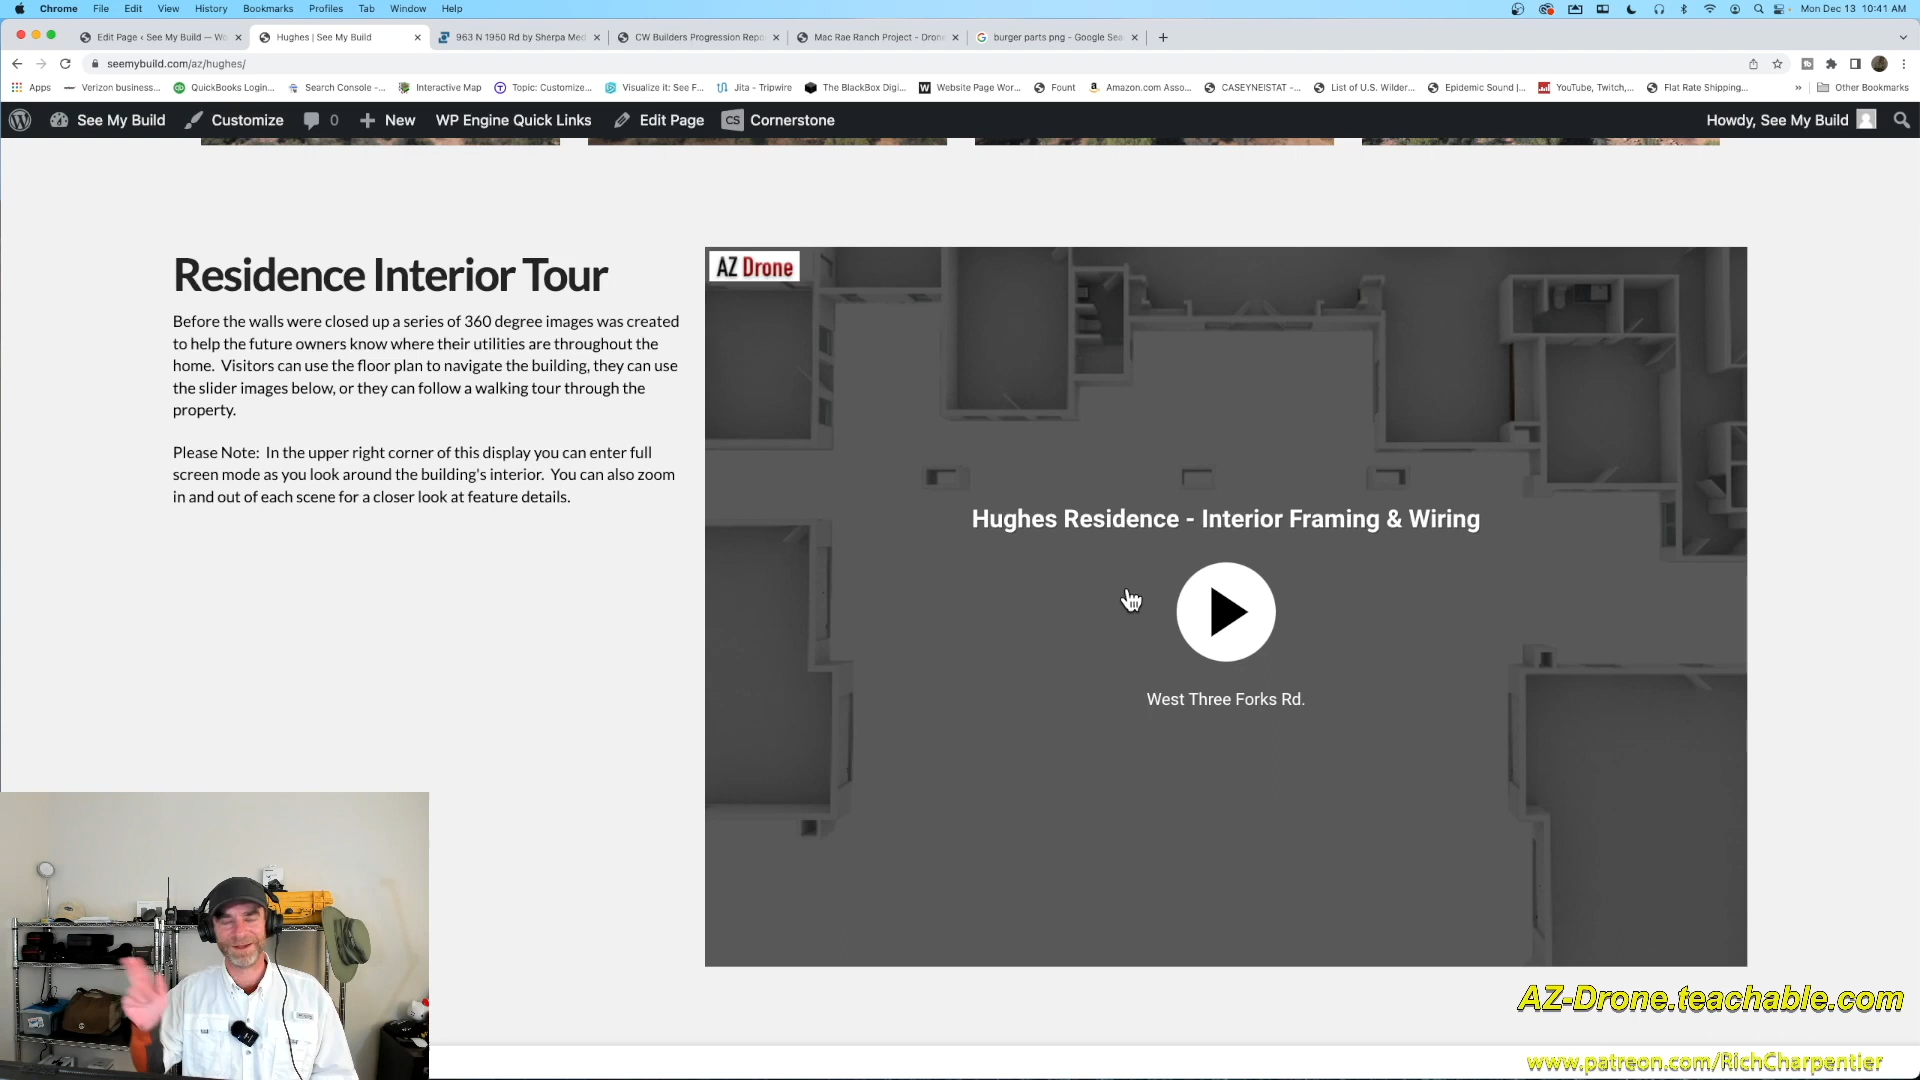 Chrome File Edit View History Bookmarks Profiles Tab Window Help
Mon Dec 13 10:41 AM
Edit Page ‹ See My Build — Wo
Hughes | See My Build
963 N 1950 Rd by Sherpa Med
CW Builders Progression Repo
Mac Rae Ranch Project - Drone
burger parts png - Google Sea
seemybuild.com/az/hughes/
Apps
Verizon business...
QuickBooks Login...
Search Console -...
Interactive Map
Topic: Customize...
Visualize it: See F...
Jita - Tripwire
The BlackBox Digi...
Website Page Wor...
Fount
Amazon.com Asso...
CASEYNEISTAT -...
List of U.S. Wilder...
Epidemic Sound |...
YouTube, Twitch,...
Flat Rate Shipping...
»
Other Bookmarks
See My Build
Customize
0
New
WP Engine Quick Links
Edit Page
CS Cornerstone
Howdy, See My Build
Residence Interior Tour
Before the walls were closed up a series of 360 degree images was created
to help the future owners know where their utilities are throughout the
home. Visitors can use the floor plan to navigate the building, they can use
the slider images below, or they can follow a walking tour through the
property.
Please Note: In the upper right corner of this display you can enter full
screen mode as you look around the building's interior. You can also zoom
in and out of each scene for a closer look at feature details.
AZ Drone
Hughes Residence - Interior Framing & Wiring
West Three Forks Rd.
AZ-Drone.teachable.com
www.patreon.com/RichCharpentier